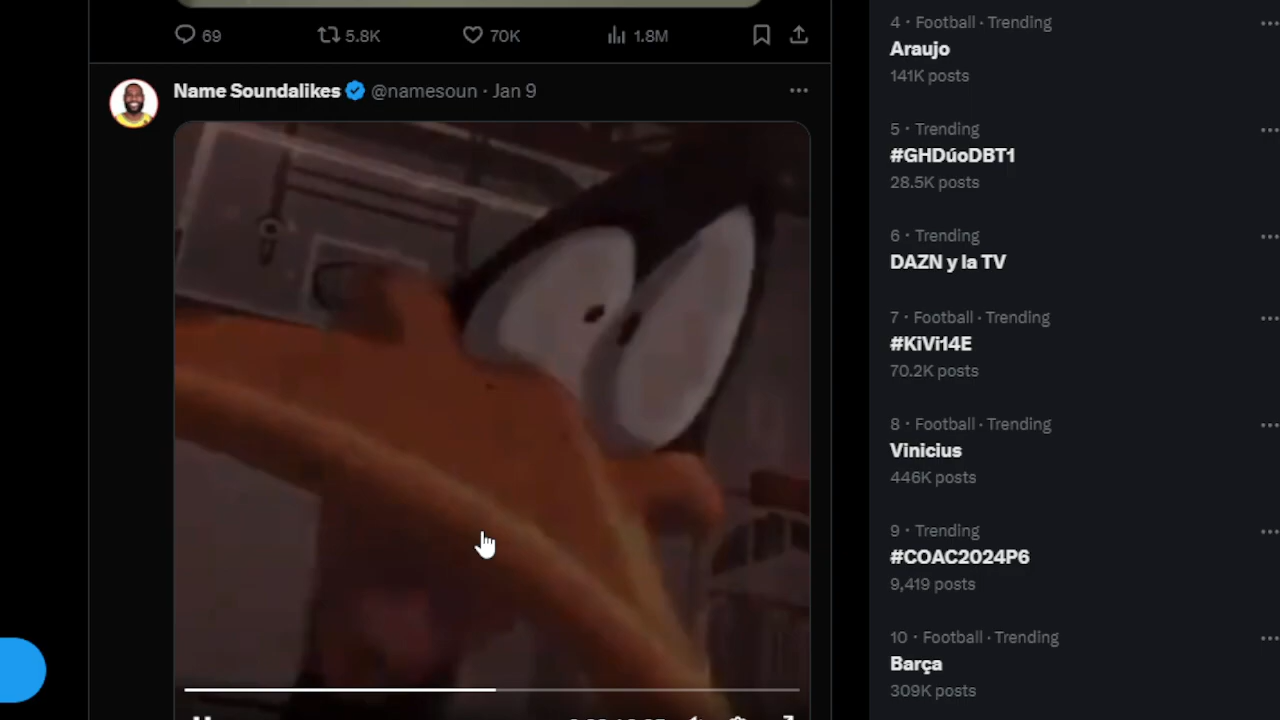 69
5.8K
70K
1.8M
Name Soundalikes @namesoun · Jan 9
4 · Football · Trending
Araujo
141K posts
5 · Trending
#GHDúoDBT1
28.5K posts
6 · Trending
DAZN y la TV
7 · Football · Trending
#KiVi14E
70.2K posts
8 · Football · Trending
Vinicius
446K posts
9 · Trending
#COAC2024P6
9,419 posts
10 · Football · Trending
Barça
309K posts